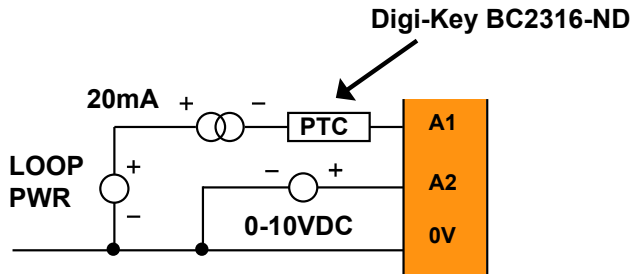 Digi-Key BC2316-ND
20mA
+
–
PTC
A1
LOOP
PWR
+
–
–
+
A2
0-10VDC
0V